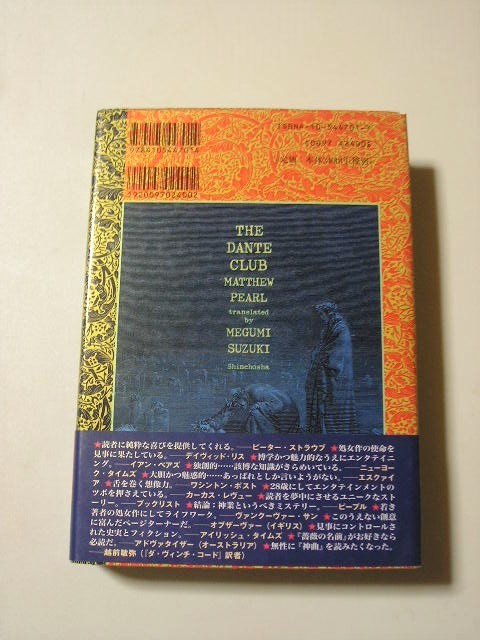 9784105447014
1920097024002
THE
DANTE
CLUB
MATTHEW
PEARL
translated
by
MEGUMI
SUZUKI
Shinchosha
★読者に純粋な喜びを提供してくれる。――ピーター・ストラウブ ★処女作の使命を
見事に果たしている。――デイヴィッド・リス ★博学かつ魅力的なうえにエンタテイニ
ング。――イアン・ペアズ ★独創的……該博な知識がきらめいている。――ニューヨー
ク・タイムズ ★大胆かつ魅惑的……あっぱれとしか言いようがない。――エスクァイ
ア ★舌を巻く想像力。――ワシントン・ポスト ★28歳にしてエンタテインメントの
ツボを押さえている。――カーカス・レヴュー ★読者を夢中にさせるユニークなスト
ーリー。――ブックリスト ★結論：神業というべきミステリー。――ピープル ★若き
著者の処女作にしてライフワーク。――ヴァンクーヴァー・サン ★このうえない創意
に富んだページターナーだ。――オブザーヴァー（イギリス） ★見事にコントロールさ
れた史実とフィクション。――アイリッシュ・タイムズ ★『薔薇の名前』がお好きなら
必読だ。――アドヴァタイザー（オーストラリア） ★無性に『神曲』を読みたくなった。
――越前敏弥（『ダ・ヴィンチ・コード』訳者）